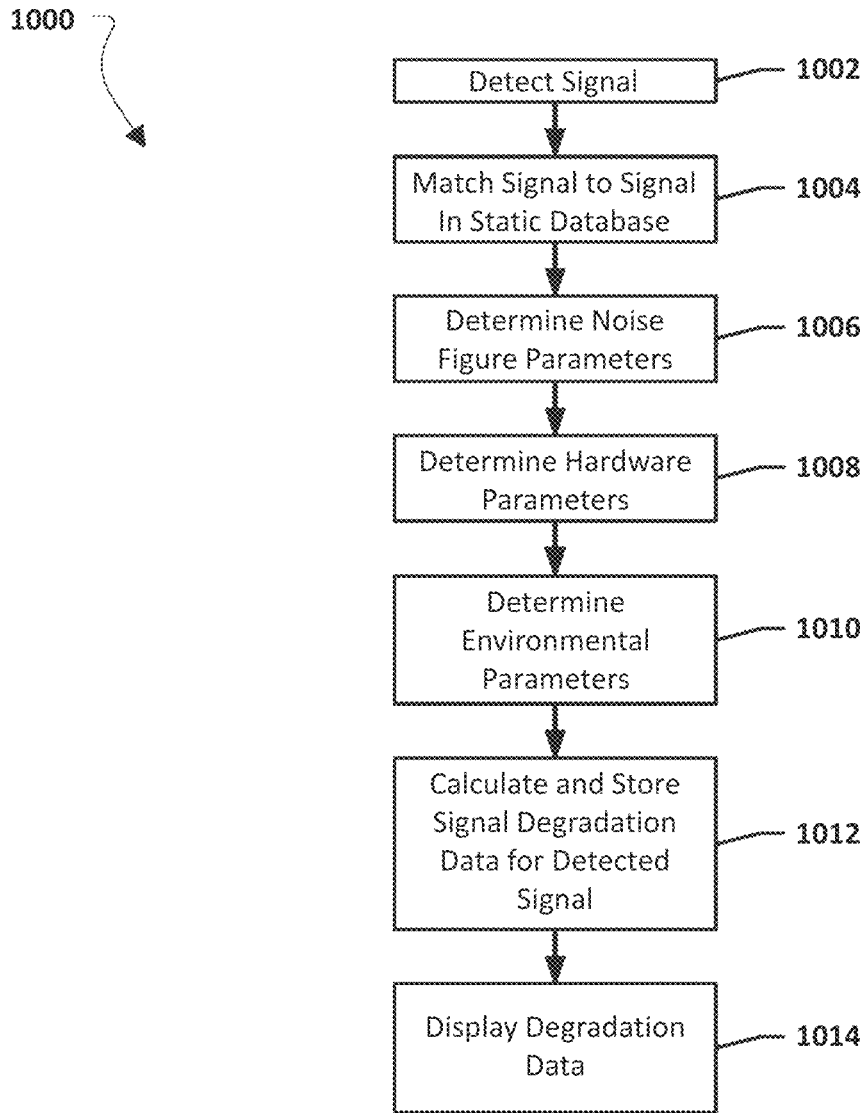 1000
Detect Signal
1002
Match Signal to Signal
In Static Database
1004
Determine Noise
Figure Parameters
1006
Determine Hardware
Parameters
1008
Determine
Environmental
Parameters
1010
Calculate and Store
Signal Degradation
Data for Detected
Signal
1012
Display Degradation
Data
1014